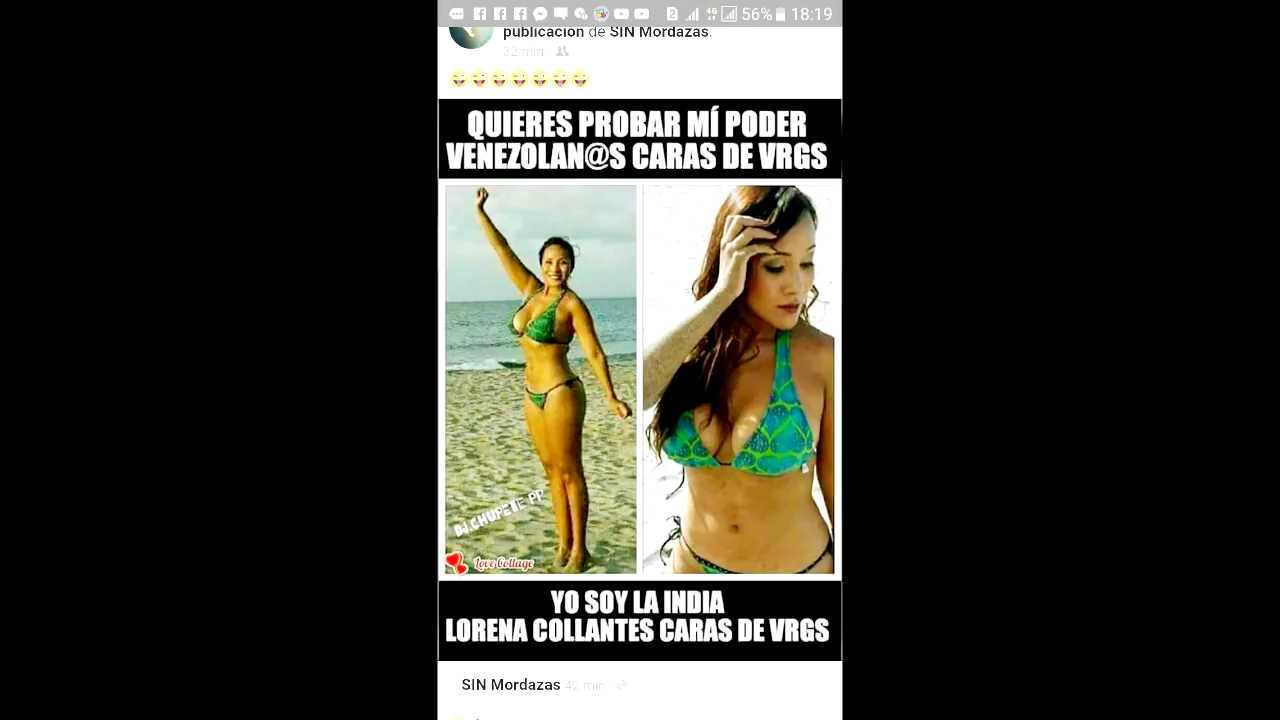 4G 56% 18:19
publicación de SIN Mordazas.
32 min
QUIERES PROBAR MÍ PODER
VENEZOLAN@S CARAS DE VRGS
DJ.CHUPETE PP
Love Collage
YO SOY LA INDIA
LORENA COLLANTES CARAS DE VRGS
SIN Mordazas 42 min